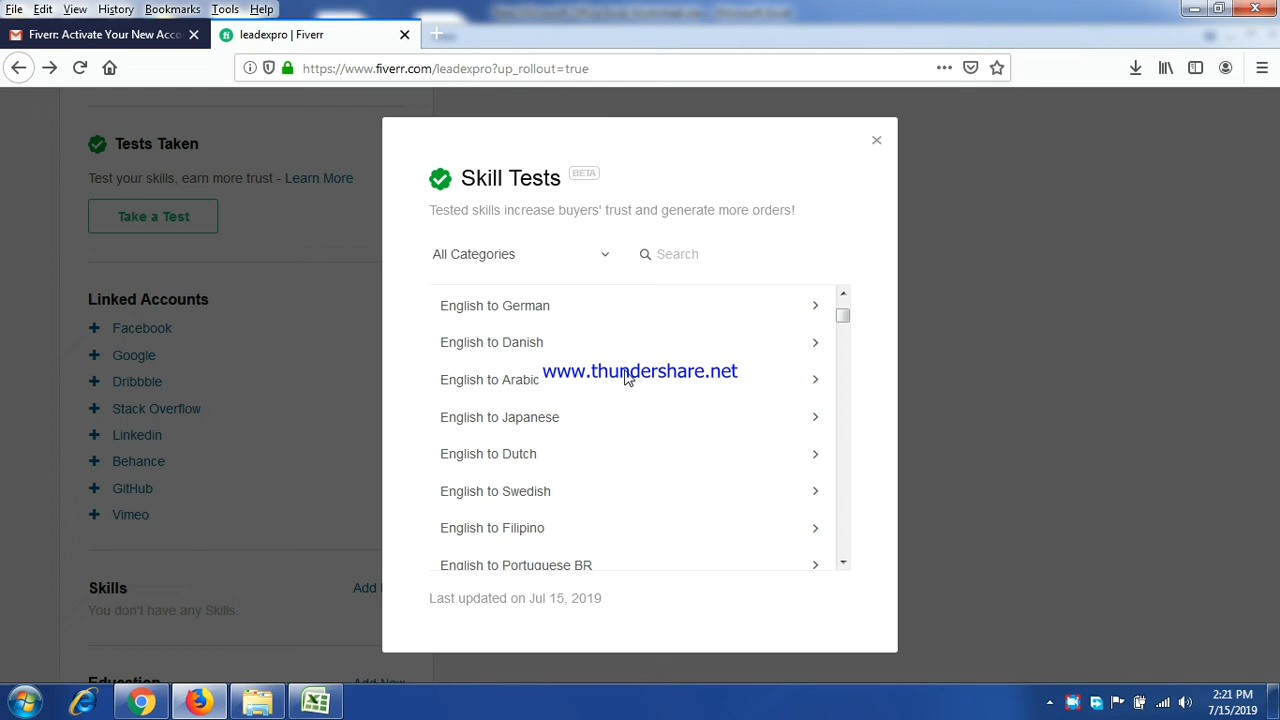 File Edit View History Bookmarks Tools Help
Fiverr: Activate Your New Acco
leadexpro | Fiverr
https://www.fiverr.com/leadexpro?up_rollout=true
Tests Taken
Test your skills, earn more trust - Learn More
Take a Test
Linked Accounts
Facebook
Google
Dribbble
Stack Overflow
Linkedin
Behance
GitHub
Vimeo
Skills
Add
You don't have any Skills.
Education
Add New
Skill Tests BETA
Tested skills increase buyers' trust and generate more orders!
All Categories
Search
English to German
English to Danish
English to Arabic
www.thundershare.net
English to Japanese
English to Dutch
English to Swedish
English to Filipino
English to Portuguese BR
Last updated on Jul 15, 2019
2:21 PM
7/15/2019